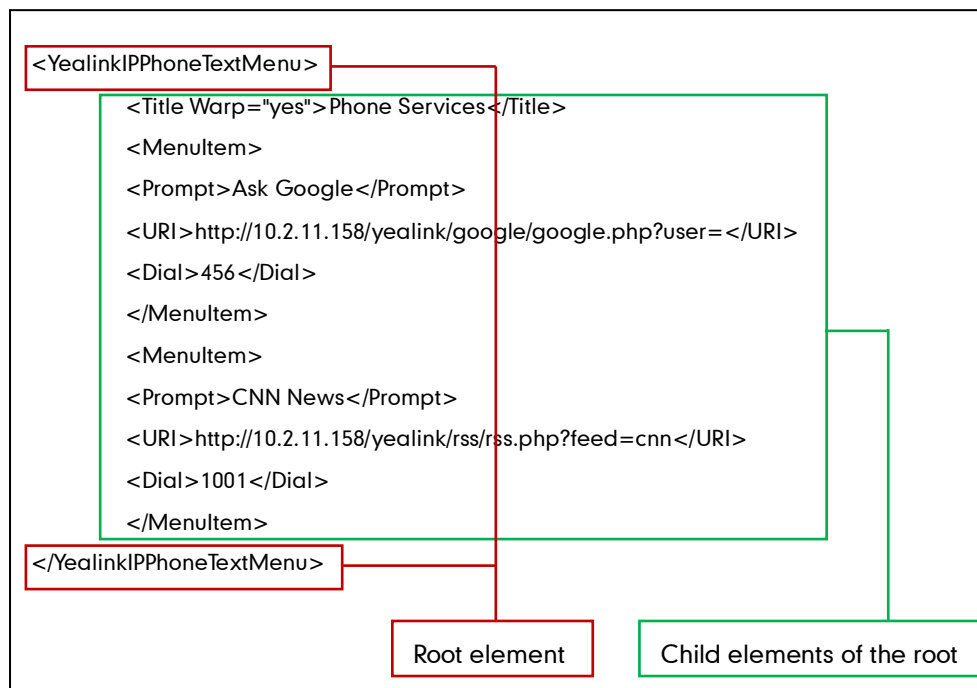 <YealinkIPPhoneTextMenu>
<Title Warp="yes">Phone Services</Title>
<MenuItem>
<Prompt>Ask Google</Prompt>
<URI>http://10.2.11.158/yealink/google/google.php?user=</URI>
<Dial>456</Dial>
</MenuItem>
<MenuItem>
<Prompt>CNN News</Prompt>
<URI>http://10.2.11.158/yealink/rss/rss.php?feed=cnn</URI>
<Dial>1001</Dial>
</MenuItem>
</YealinkIPPhoneTextMenu>
Root element
Child elements of the root